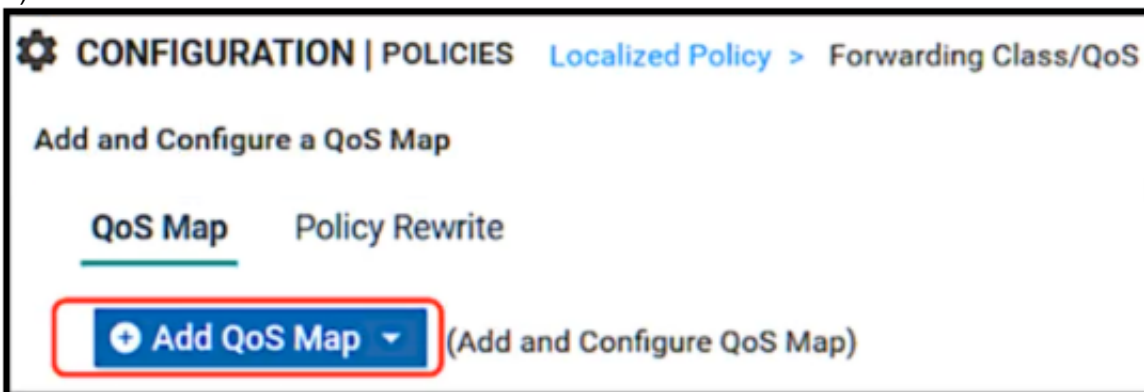 CONFIGURATION | POLICIES Localized Policy > Forwarding Class/QoS
Add and Configure a QoS Map
QoS Map Policy Rewrite
Add QoS Map (Add and Configure QoS Map)